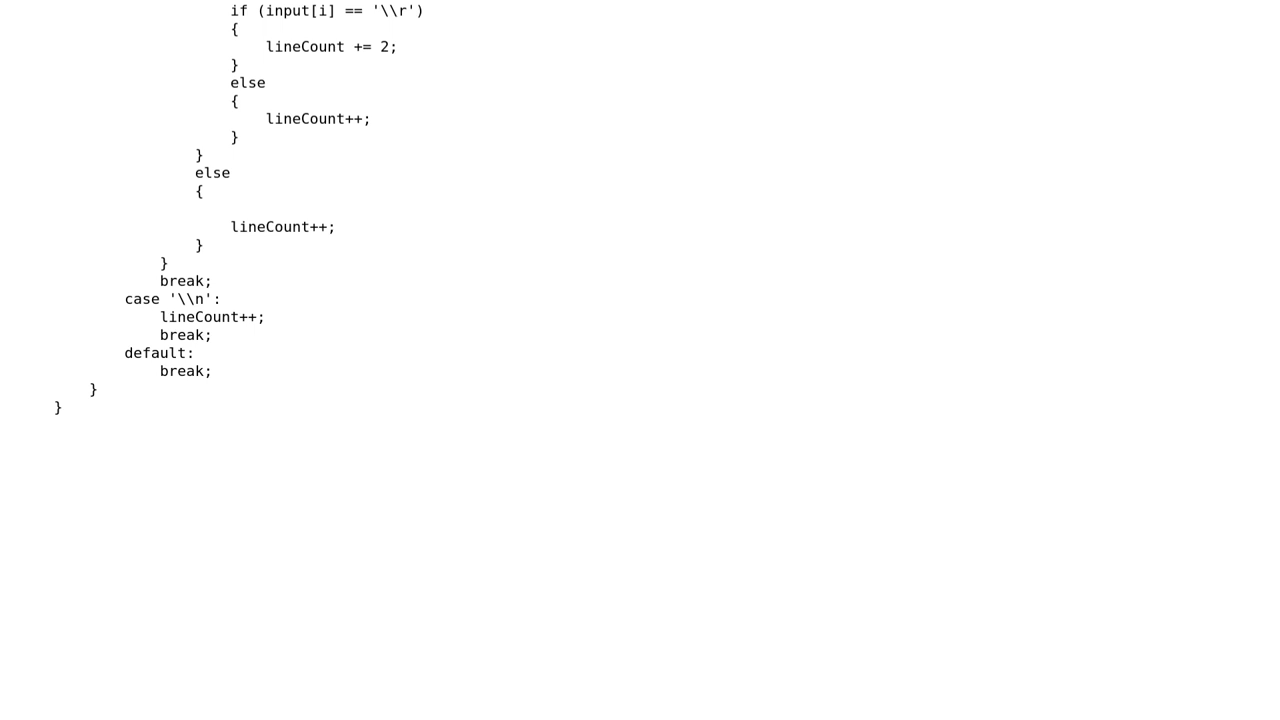 if (input[i] == '\\r')
{
lineCount += 2;
}
else
{
lineCount++;
}
}
else
{
lineCount++;
}
}
break;
case '\\n':
lineCount++;
break;
default:
break;
}
}